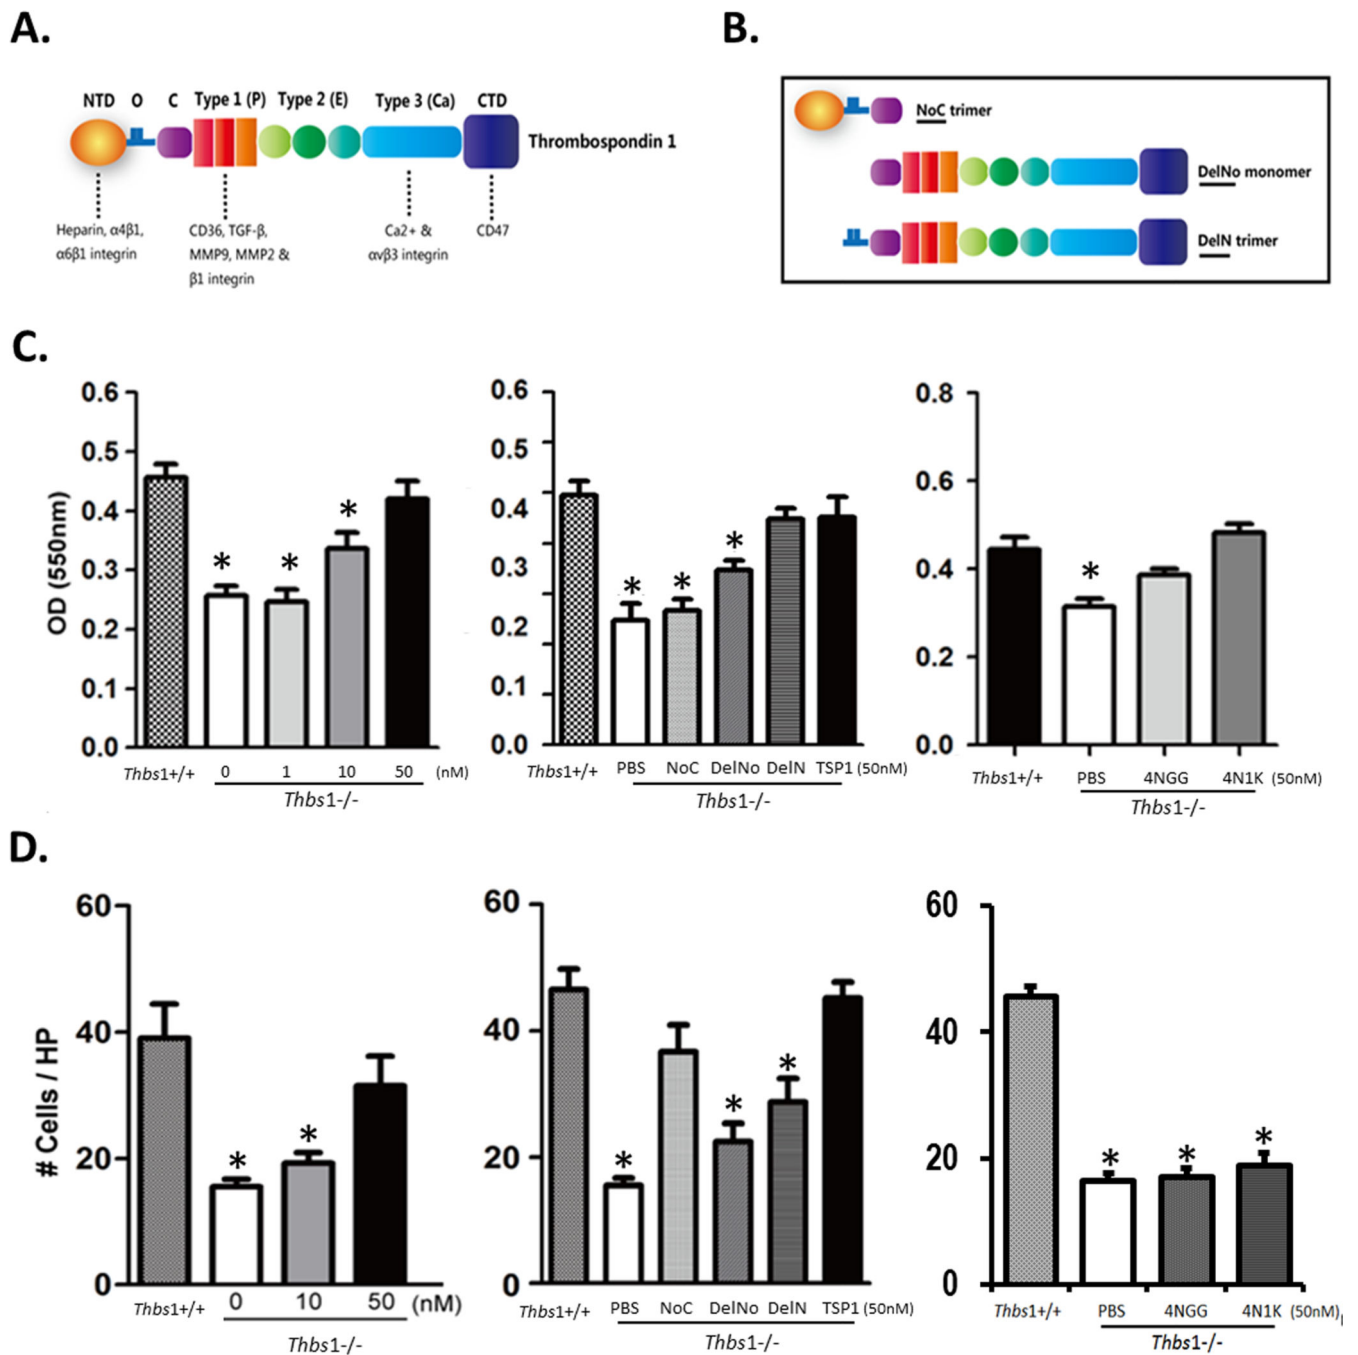 A.
NTD O C Type 1 (P) Type 2 (E) Type 3 (Ca) CTD
Thrombospondin 1
Heparin, α4β1,
α6β1 integrin
CD36, TGF-β,
MMP9, MMP2 &
β1 integrin
Ca2+ &
αvβ3 integrin
CD47
B.
NoC trimer
DelNo monomer
DelN trimer
C.
OD (550nm)
0.6
0.5
0.4
0.3
0.2
0.1
0.0
Thbs1+/+ 0 1 10 50 (nM)
Thbs1-/-
0.6
0.5
0.4
0.3
0.2
0.1
0.0
* * * 
Thbs1+/+ PBS NoC DelNo DelN TSP1 (50nM)
Thbs1-/-
0.8
0.6
0.4
0.2
0.0
*
Thbs1+/+ PBS 4NGG 4N1K (50nM)
Thbs1-/-
D.
# Cells / HP
60
40
20
0
* *
Thbs1+/+ 0 10 50 (nM)
Thbs1-/-
60
40
20
0
* * *
Thbs1+/+ PBS NoC DelNo DelN TSP1 (50nM)
Thbs1-/-
60
40
20
0
* * *
Thbs1+/+ PBS 4NGG 4N1K (50nM)
Thbs1-/-